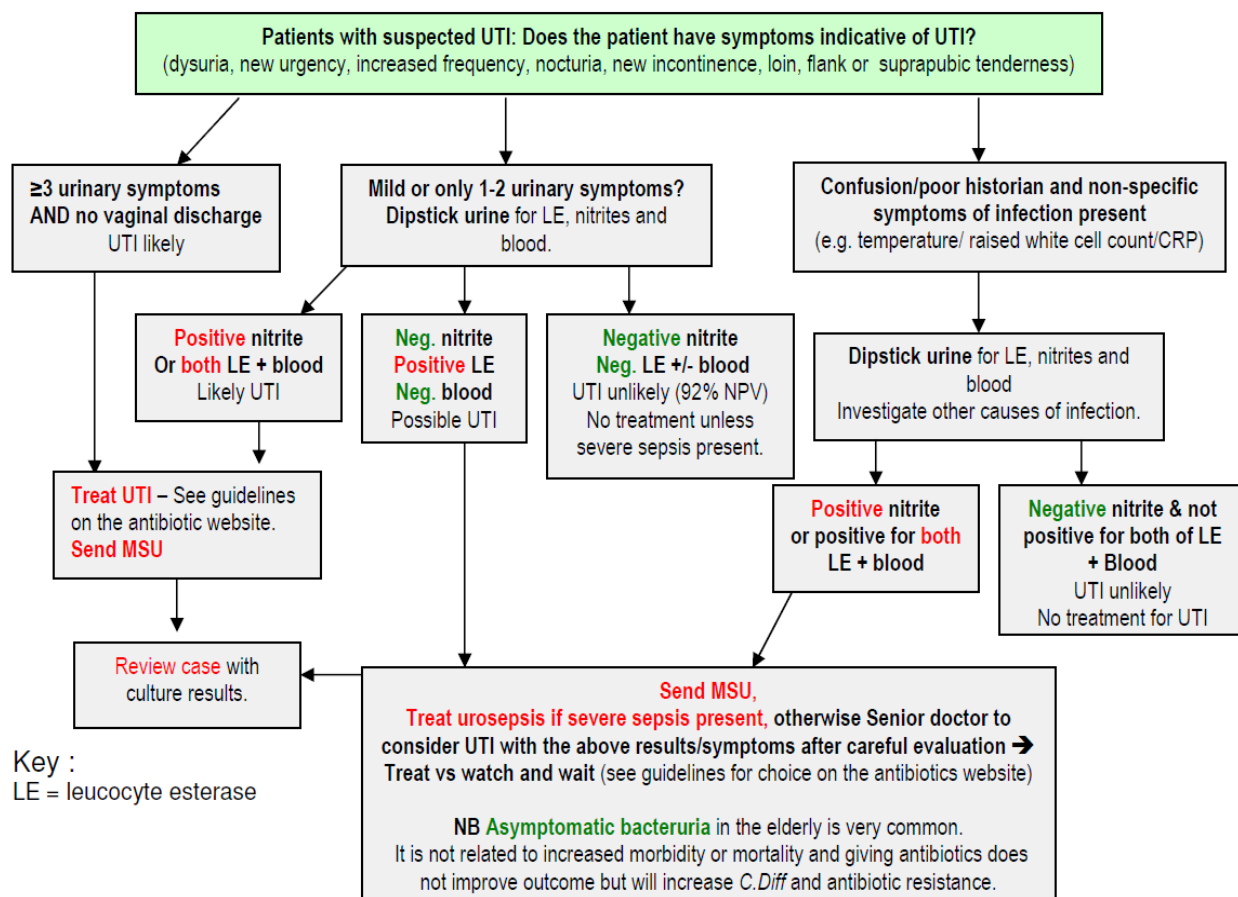 Patients with suspected UTI: Does the patient have symptoms indicative of UTI?
(dysuria, new urgency, increased frequency, nocturia, new incontinence, loin, flank or suprapubic tenderness)
≥3 urinary symptoms
AND no vaginal discharge
UTI likely
Mild or only 1-2 urinary symptoms?
Dipstick urine for LE, nitrites and
blood.
Confusion/poor historian and non-specific
symptoms of infection present
(e.g. temperature/ raised white cell count/CRP)
Positive nitrite
Or both LE + blood
Likely UTI
Neg. nitrite
Positive LE
Neg. blood
Possible UTI
Negative nitrite
Neg. LE +/- blood
UTI unlikely (92% NPV)
No treatment unless
severe sepsis present.
Dipstick urine for LE, nitrites and
blood
Investigate other causes of infection.
Treat UTI – See guidelines
on the antibiotic website.
Send MSU
Positive nitrite
or positive for both
LE + blood
Negative nitrite & not
positive for both of LE
+ Blood
UTI unlikely
No treatment for UTI
Review case with
culture results.
Send MSU,
Treat urosepsis if severe sepsis present, otherwise Senior doctor to
consider UTI with the above results/symptoms after careful evaluation ➔
Treat vs watch and wait (see guidelines for choice on the antibiotics website)
NB Asymptomatic bacteruria in the elderly is very common.
It is not related to increased morbidity or mortality and giving antibiotics does
not improve outcome but will increase C.Diff and antibiotic resistance.
Key :
LE = leucocyte esterase